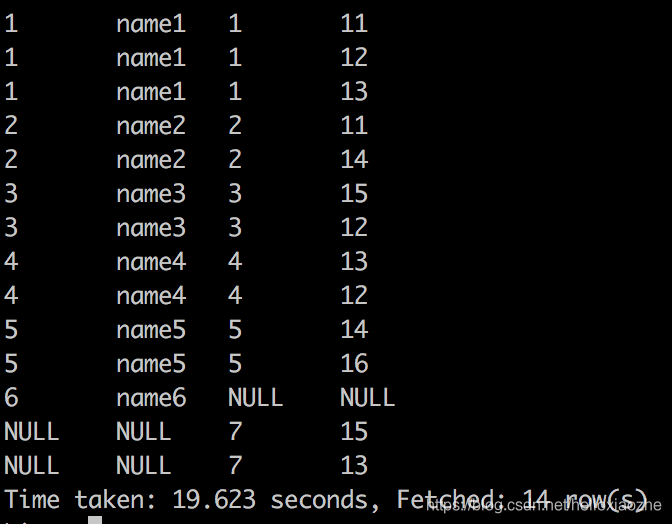 1 name1 1 11
1 name1 1 12
1 name1 1 13
2 name2 2 11
2 name2 2 14
3 name3 3 15
3 name3 3 12
4 name4 4 13
4 name4 4 12
5 name5 5 14
5 name5 5 16
6 name6 NULL NULL
NULL NULL 7 15
NULL NULL 7 13
Time taken: 19.623 seconds, Fetched: 14 row(s)
https://blog.csdn.net/helloxiaozhe